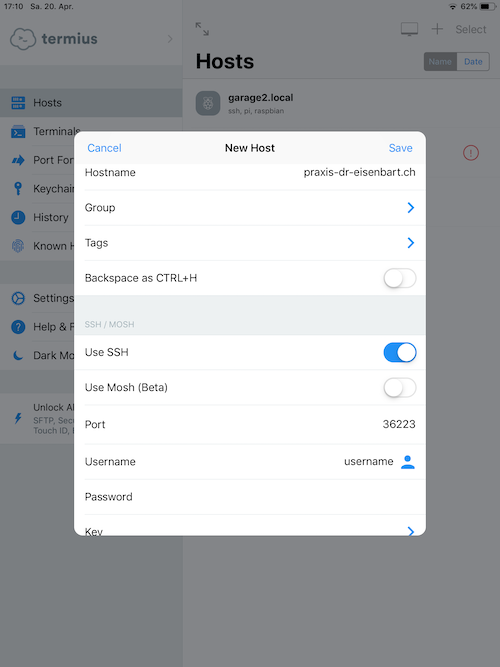 17:10 Sa. 20. Apr. 62%
termius
Select
Hosts
Name Date
garage2.local
ssh, pi, raspbian
Hosts
Terminals
Port For
Keychain
History
Known H
Settings
Help & F
Dark Mo
Unlock Al
SFTP, Sec
Touch ID,
Cancel New Host Save
Hostname praxis-dr-eisenbart.ch
Group
Tags
Backspace as CTRL+H
SSH / MOSH
Use SSH
Use Mosh (Beta)
Port 36223
Username username
Password
Key